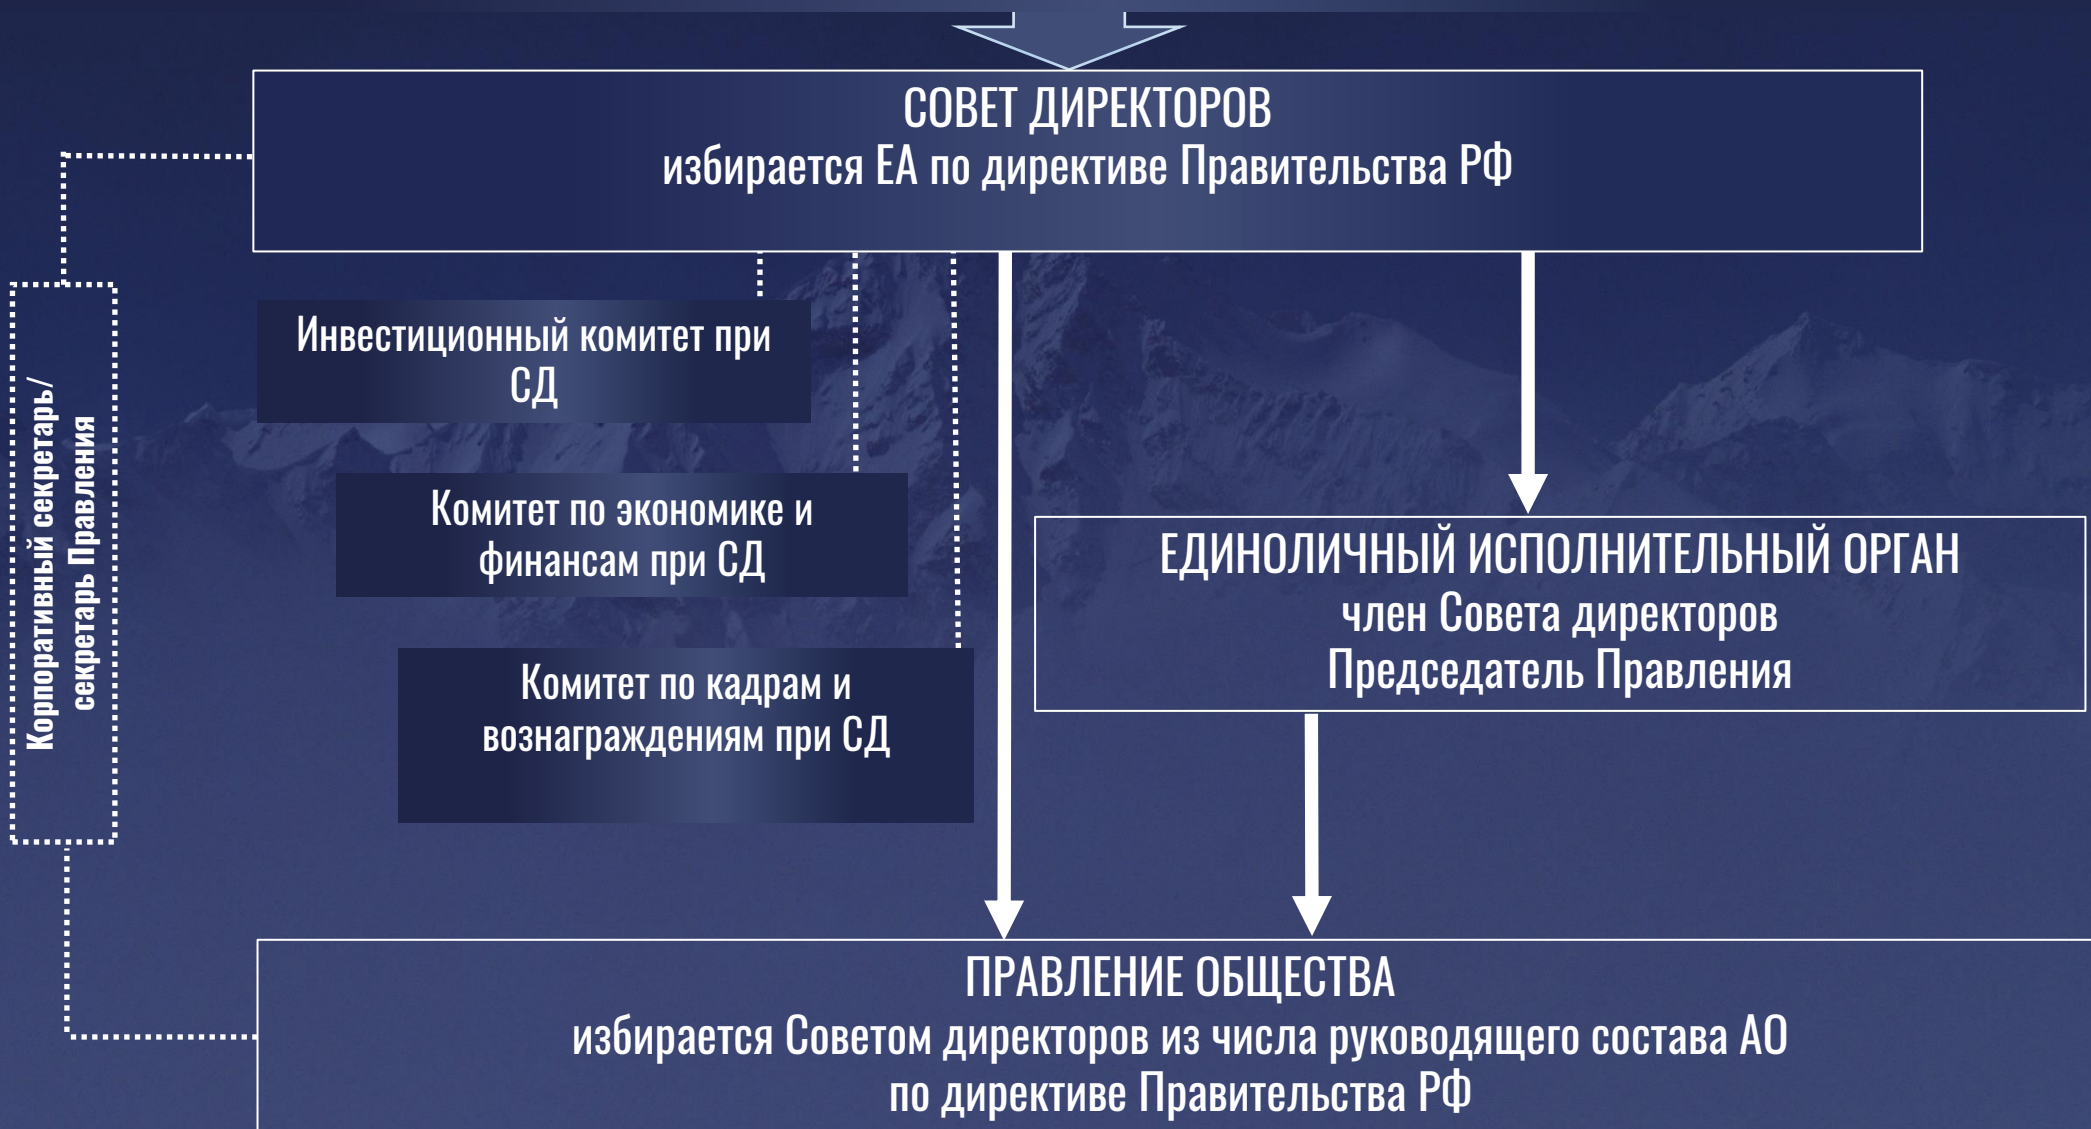 СОВЕТ ДИРЕКТОРОВ
избирается ЕА по директиве Правительства РФ
Корпоративный секретарь/
секретарь Правления
Инвестиционный комитет при
СД
Комитет по экономике и
финансам при СД
Комитет по кадрам и
вознаграждениям при СД
ЕДИНОЛИЧНЫЙ ИСПОЛНИТЕЛЬНЫЙ ОРГАН
член Совета директоров
Председатель Правления
ПРАВЛЕНИЕ ОБЩЕСТВА
избирается Советом директоров из числа руководящего состава АО
по директиве Правительства РФ